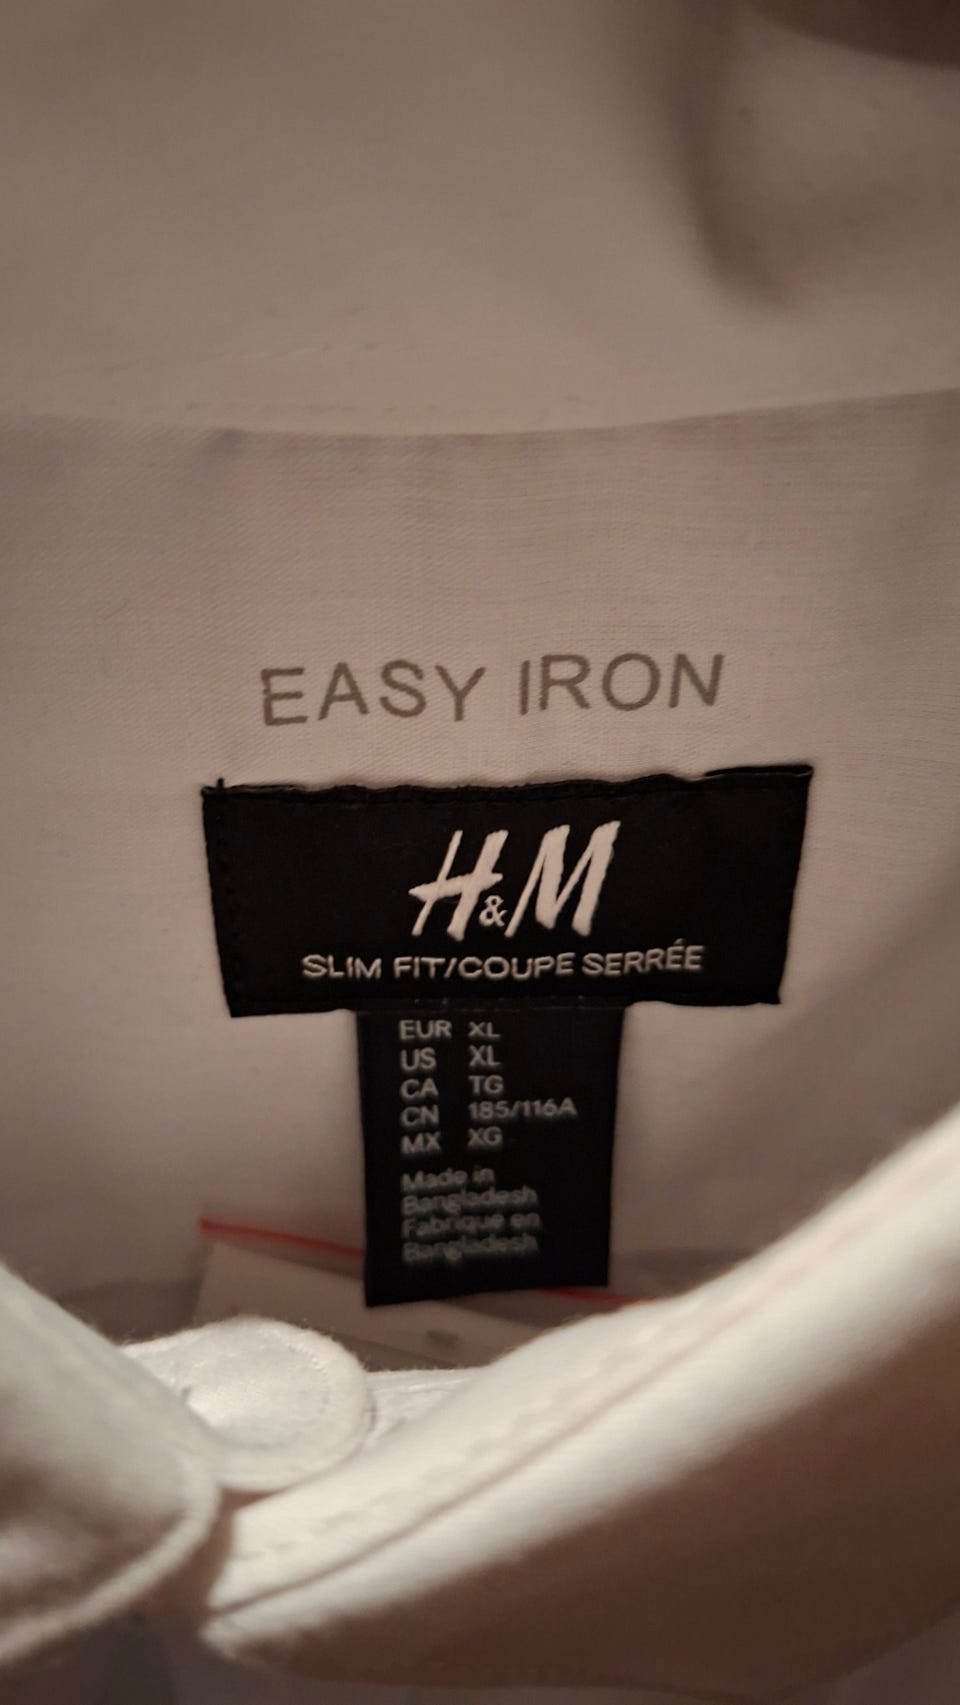 EASY IRON
H&M
SLIM FIT/COUPE SERRÉE
EUR XL
US XL
CA TG
CN 185/116A
MX XG
Made in
Bangladesh
Fabriqué en
Bangladesh